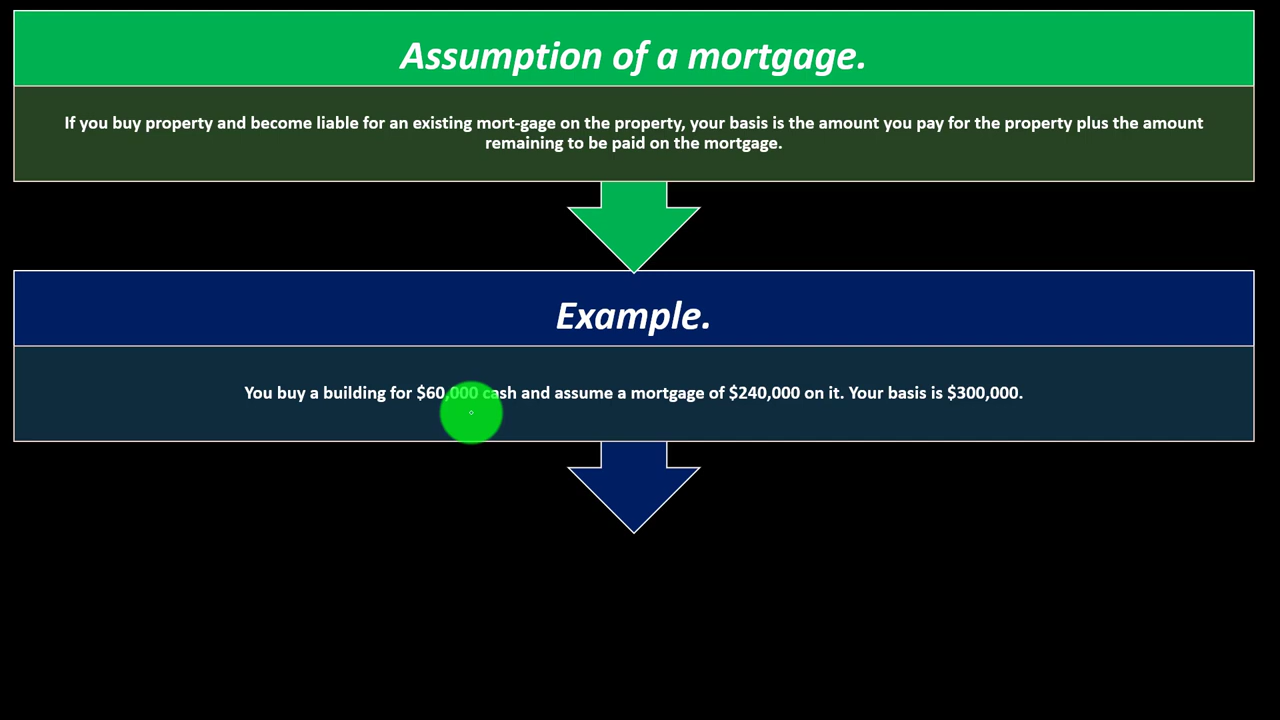 Assumption of a mortgage.
If you buy property and become liable for an existing mort-gage on the property, your basis is the amount you pay for the property plus the amount
remaining to be paid on the mortgage.
Example.
You buy a building for $60,000 cash and assume a mortgage of $240,000 on it. Your basis is $300,000.